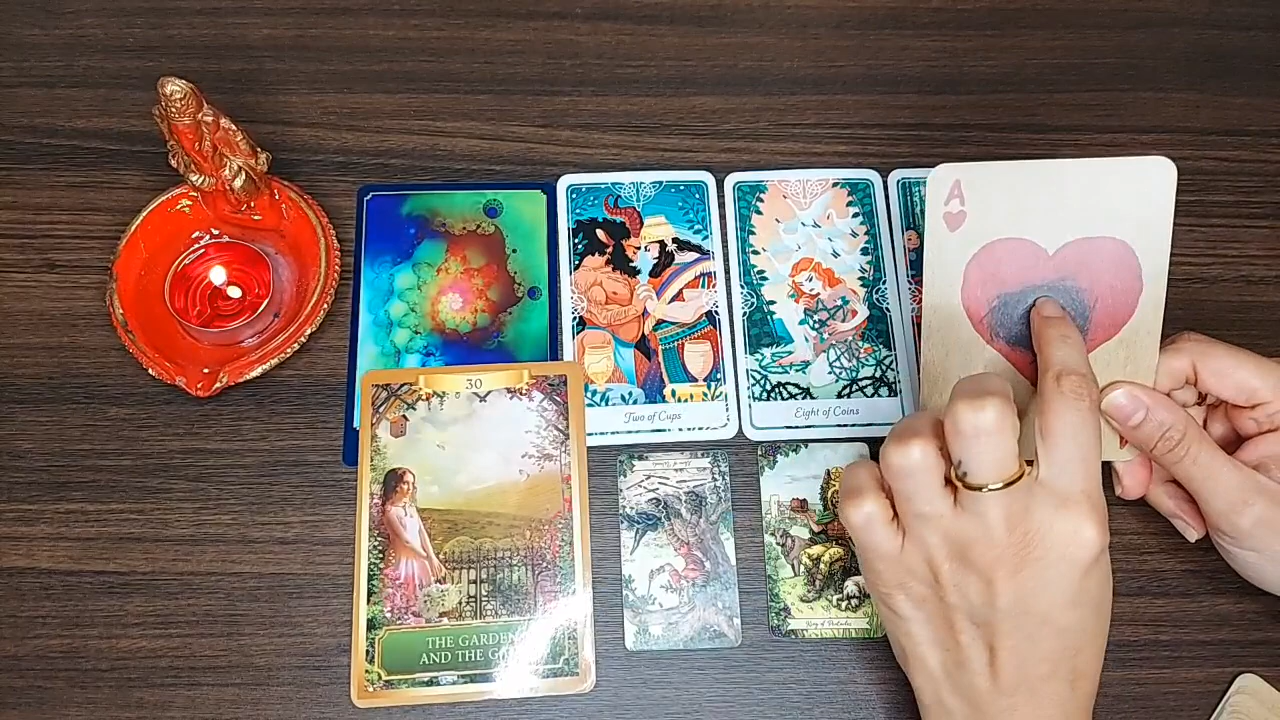 A
Two of Cups
Eight of Coins
30
THE GARDEN
AND THE
King of Pentacles